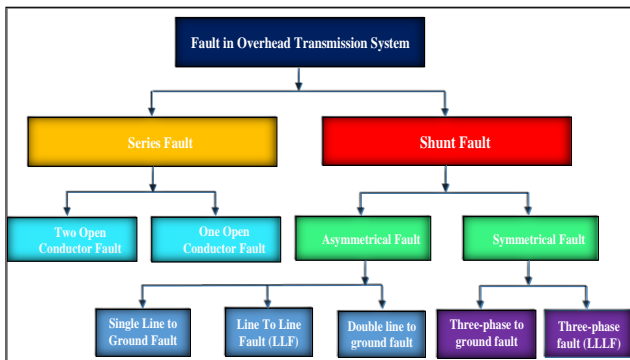 Fault in Overhead Transmission System
Series Fault
Shunt Fault
Two Open
Conductor Fault
One Open
Conductor Fault
Asymmetrical Fault
Symmetrical Fault
Single Line to
Ground Fault
Line To Line
Fault (LLF)
Double line to
ground fault
Three-phase to
ground fault
Three-phase
fault (LLLF)